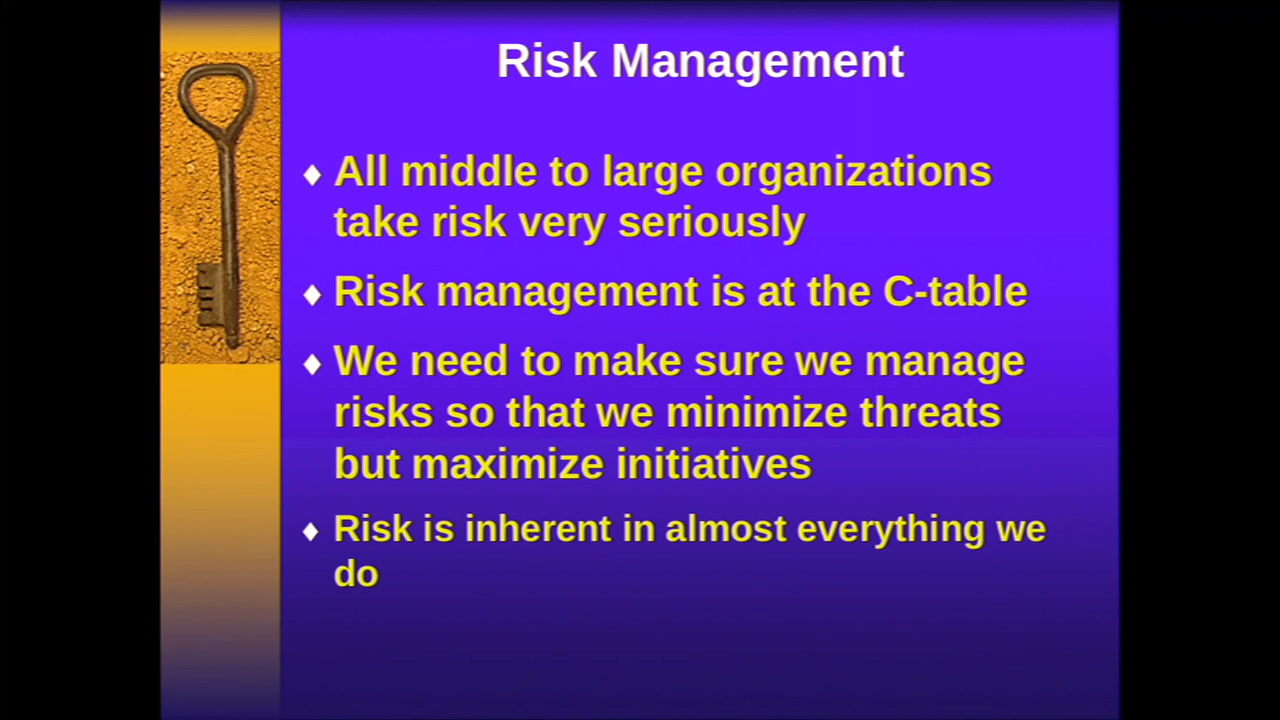 Risk Management
All middle to large organizations
take risk very seriously
Risk management is at the C-table
We need to make sure we manage
risks so that we minimize threats
but maximize initiatives
Risk is inherent in almost everything we
do